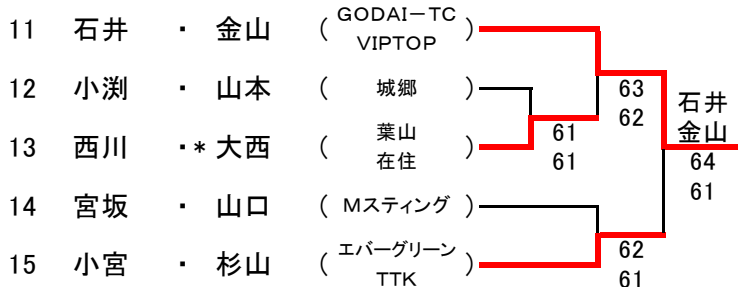 11 石井 ・ 金山 (GODAI－TC VIPTOP)
12 小渕 ・ 山本 ( 城郷 )
13 西川 ・* 大西 ( 葉山 在住 )
14 宮坂 ・ 山口 ( Mスティング )
15 小宮 ・ 杉山 ( エバーグリーン TTK )
61
61
63
62
62
61
石井
金山
64
61